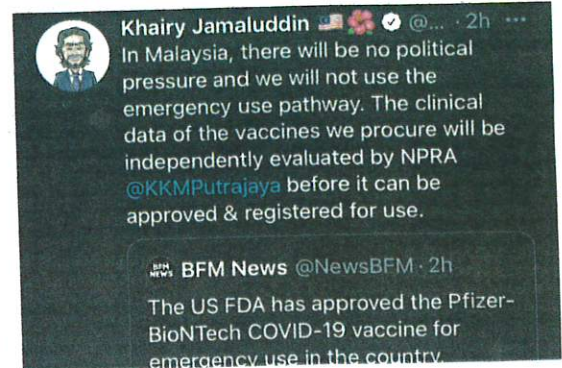 Khairy Jamaluddin 🇲🇾🌺 @... · 2h ···
In Malaysia, there will be no political
pressure and we will not use the
emergency use pathway. The clinical
data of the vaccines we procure will be
independently evaluated by NPRA
@KKMPutrajaya before it can be
approved & registered for use.
BFM NEWS BFM News @NewsBFM · 2h
The US FDA has approved the Pfizer-
BioNTech COVID-19 vaccine for
emergency use in the country.